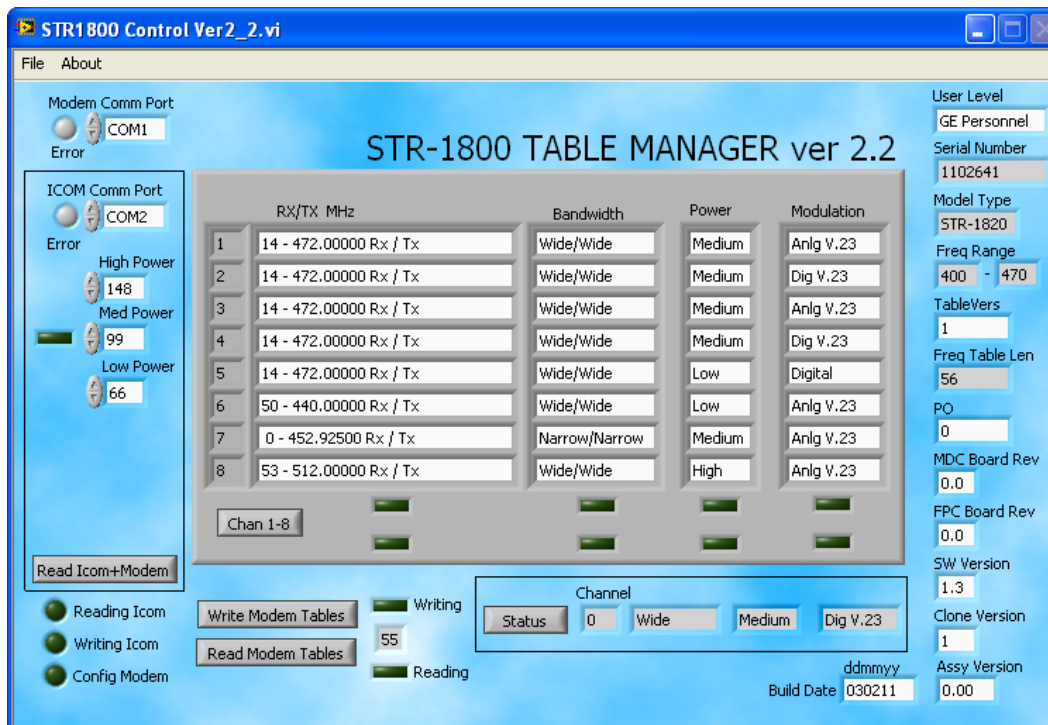 STR1800 Control Ver2_2.vi
File About
Modem Comm Port
COM1
Error
STR-1800 TABLE MANAGER ver 2.2
ICOM Comm Port
COM2
Error
High Power
148
Med Power
99
Low Power
66
Read Icom+Modem
RX/TX MHz Bandwidth Power Modulation
1 14 - 472.00000 Rx / Tx Wide/Wide Medium Anlg V.23
2 14 - 472.00000 Rx / Tx Wide/Wide Medium Dig V.23
3 14 - 472.00000 Rx / Tx Wide/Wide Medium Anlg V.23
4 14 - 472.00000 Rx / Tx Wide/Wide Medium Dig V.23
5 14 - 472.00000 Rx / Tx Wide/Wide Low Digital
6 50 - 440.00000 Rx / Tx Wide/Wide Low Anlg V.23
7 0 - 452.92500 Rx / Tx Narrow/Narrow Medium Anlg V.23
8 53 - 512.00000 Rx / Tx Wide/Wide High Anlg V.23
Chan 1-8
Reading Icom
Writing Icom
Config Modem
Write Modem Tables
Writing
55
Read Modem Tables
Reading
Channel
Status 0 Wide Medium Dig V.23
ddmmyy
Build Date 030211
User Level
GE Personnel
Serial Number
1102641
Model Type
STR-1820
Freq Range
400 - 470
TableVers
1
Freq Table Len
56
PO
0
MDC Board Rev
0.0
FPC Board Rev
0.0
SW Version
1.3
Clone Version
1
Assy Version
0.00